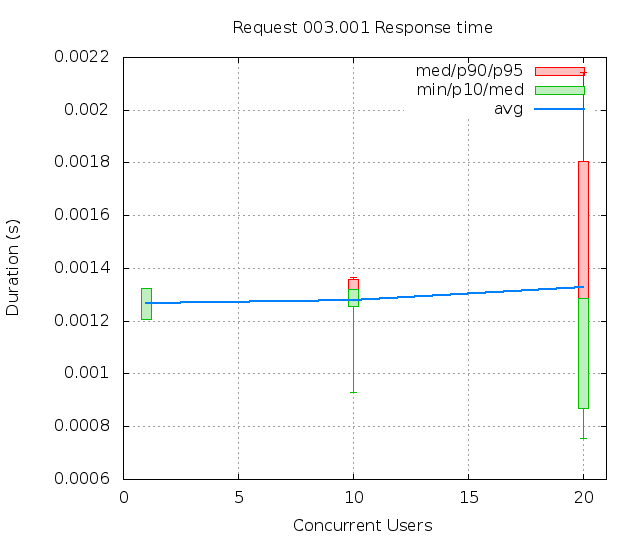 Request 003.001 Response time
0.0022
0.002
0.0018
0.0016
0.0014
0.0012
0.001
0.0008
0.0006
Duration (s)
med/p90/p95
min/p10/med
avg
0 5 10 15 20
Concurrent Users